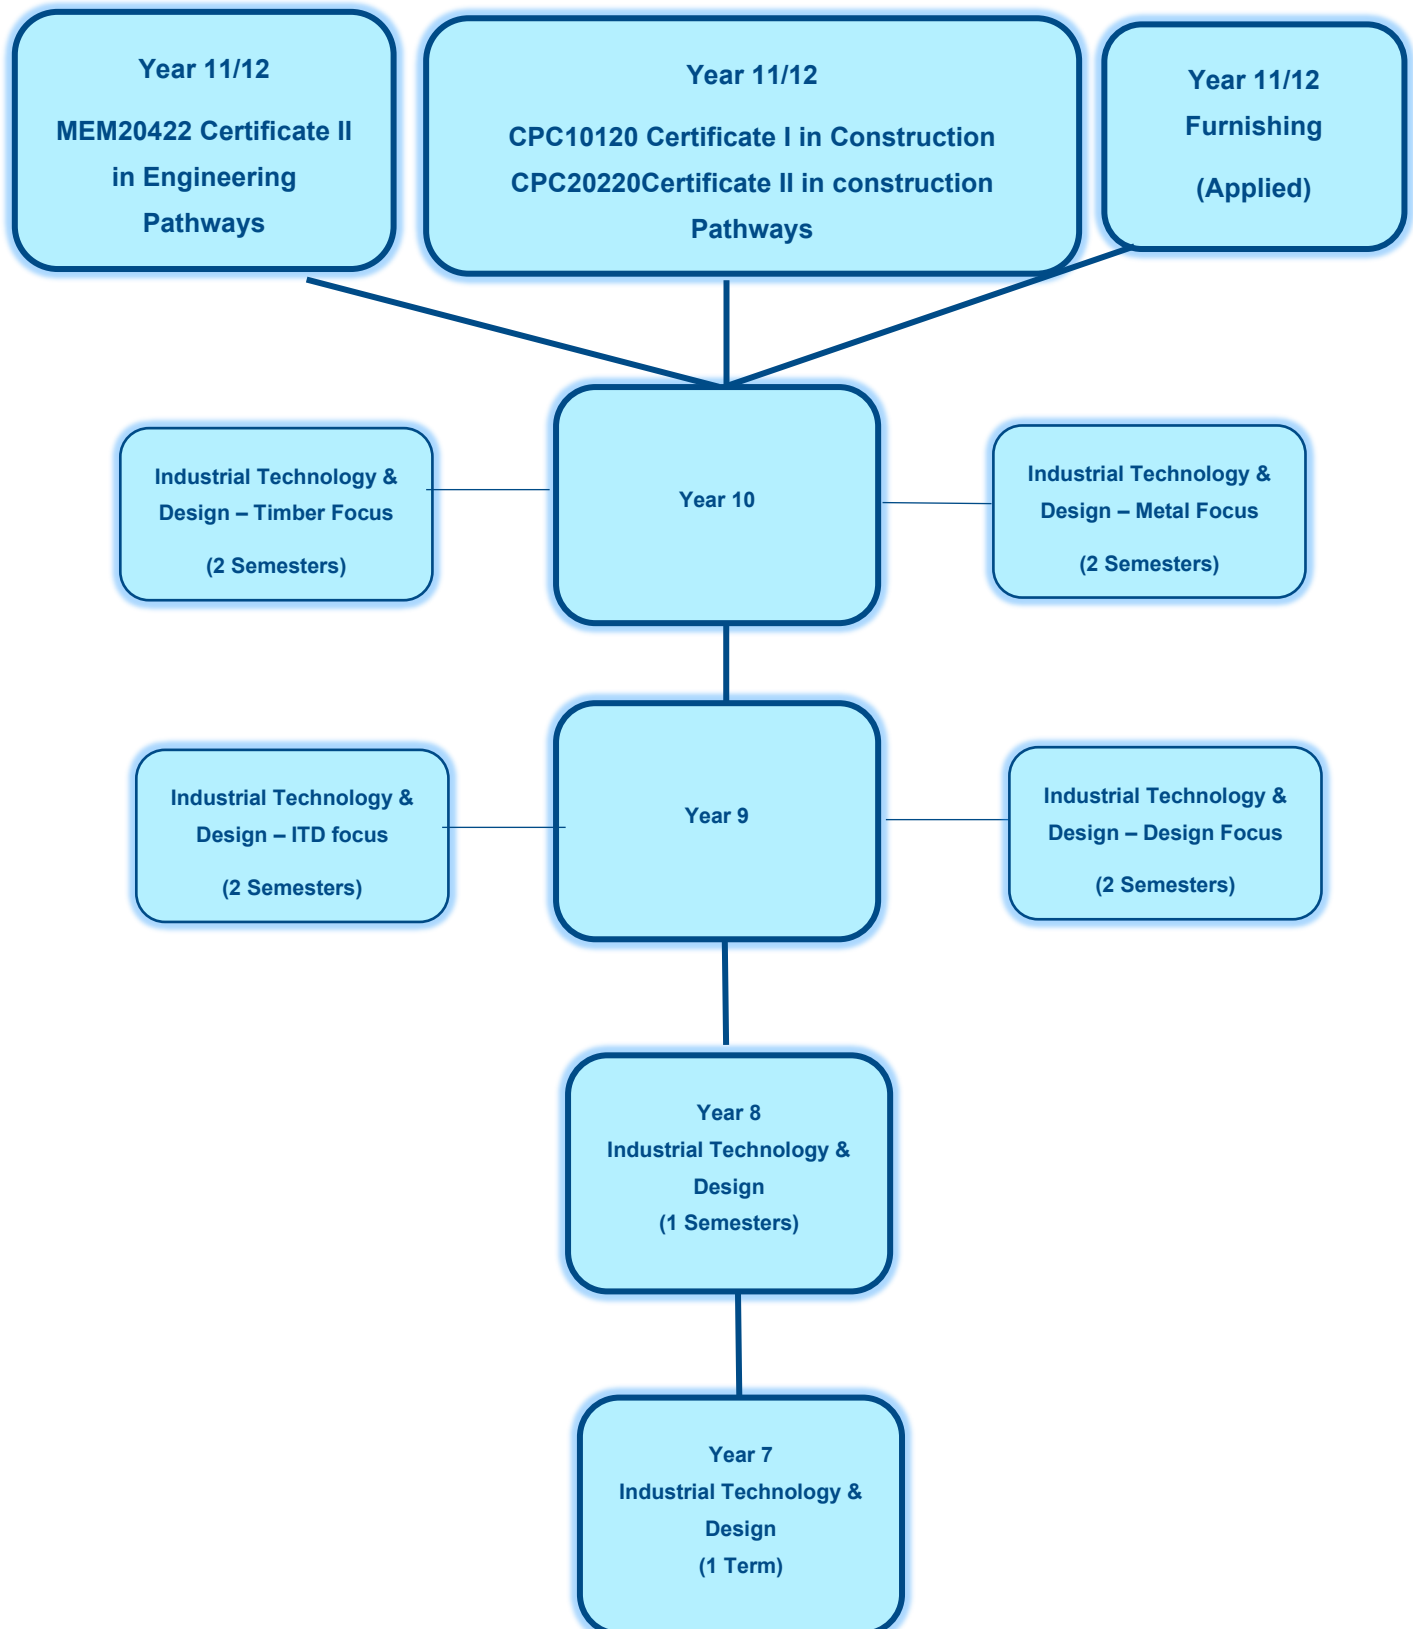 Year 11/12
MEM20422 Certificate II
in Engineering
Pathways
Year 11/12
CPC10120 Certificate I in Construction
CPC20220Certificate II in construction
Pathways
Year 11/12
Furnishing
(Applied)
Industrial Technology &
Design – Timber Focus
(2 Semesters)
Year 10
Industrial Technology &
Design – Metal Focus
(2 Semesters)
Industrial Technology &
Design – ITD focus
(2 Semesters)
Year 9
Industrial Technology &
Design – Design Focus
(2 Semesters)
Year 8
Industrial Technology &
Design
(1 Semesters)
Year 7
Industrial Technology &
Design
(1 Term)